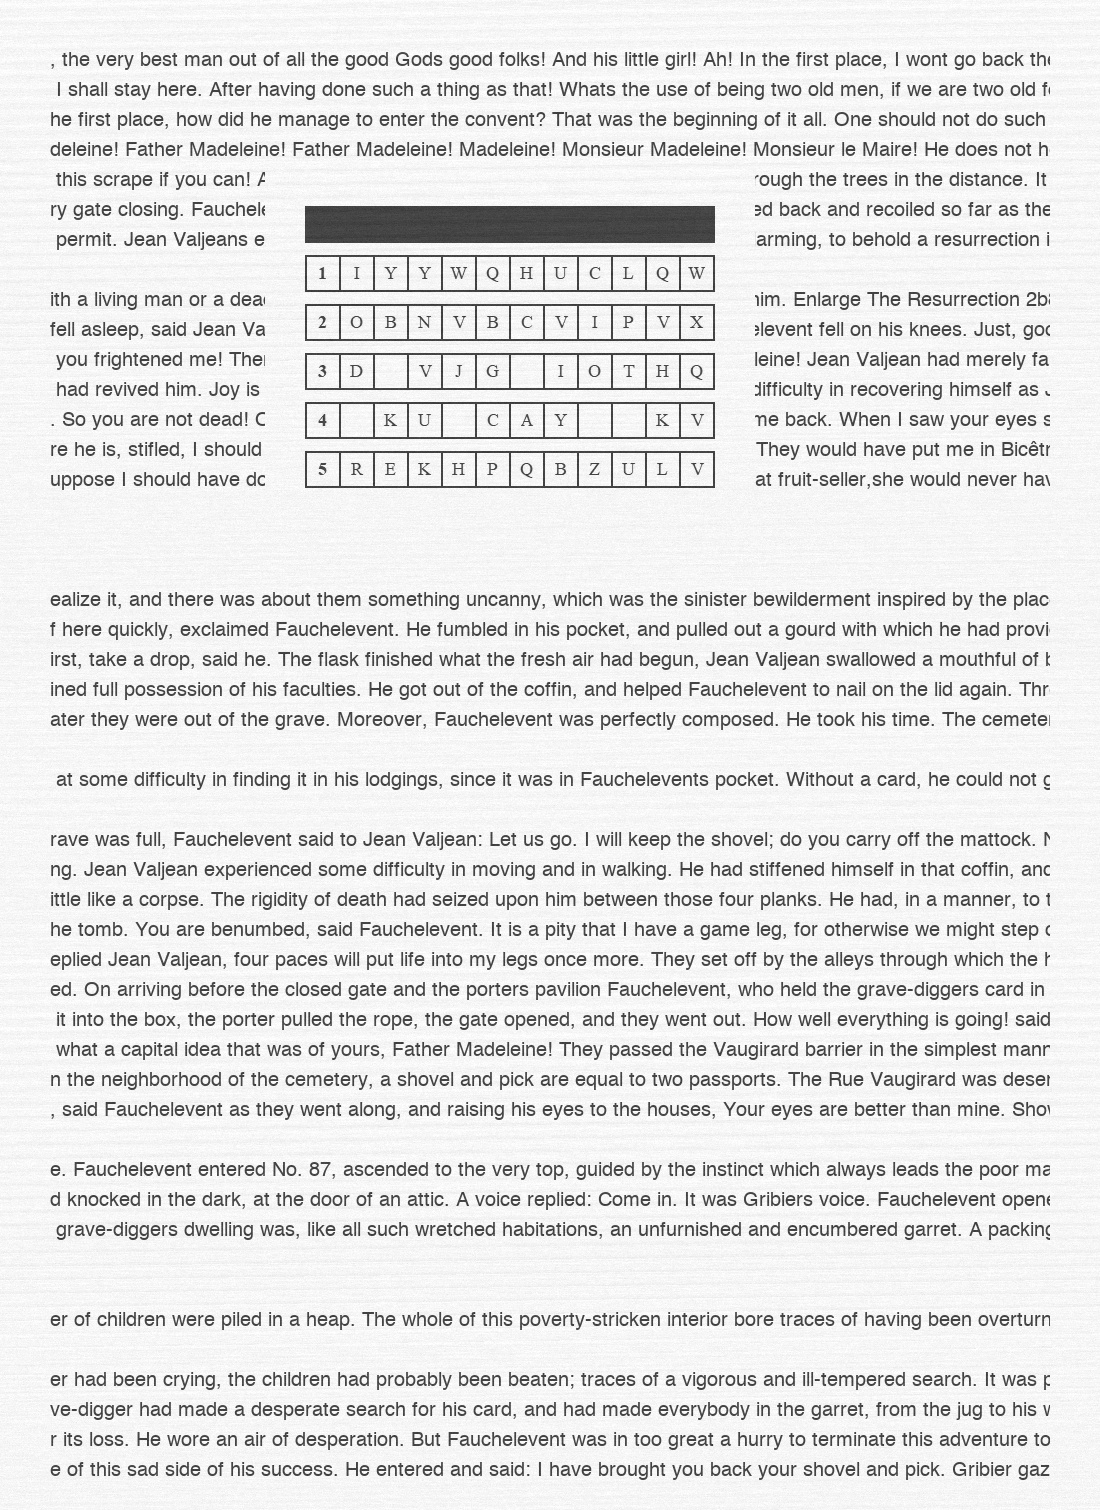 , the very best man out of all the good Gods good folks! And his little girl! Ah! In the first place, I wont go back the
I shall stay here. After having done such a thing as that! Whats the use of being two old men, if we are two old f
he first place, how did he manage to enter the convent? That was the beginning of it all. One should not do such
deleine! Father Madeleine! Father Madeleine! Madeleine! Monsieur Madeleine! Monsieur le Maire! He does not h
this scrape if you can! A rough the trees in the distance. It
ry gate closing. Fauchele ed back and recoiled so far as the
permit. Jean Valjeans e arming, to behold a resurrection i
1 I Y Y W Q H U C L Q W
2 O B N V B C V I P V X
3 D V J G I O T H Q
4 K U C A Y K V
5 R E K H P Q B Z U L V
ith a living man or a dea him. Enlarge The Resurrection 2b8
fell asleep, said Jean Va elevent fell on his knees. Just, goo
you frightened me! Ther leine! Jean Valjean had merely fa
had revived him. Joy is difficulty in recovering himself as J
. So you are not dead! C me back. When I saw your eyes s
re he is, stifled, I should They would have put me in Bicêtr
uppose I should have do at fruit-seller,she would never hav
ealize it, and there was about them something uncanny, which was the sinister bewilderment inspired by the plac
f here quickly, exclaimed Fauchelevent. He fumbled in his pocket, and pulled out a gourd with which he had provi
irst, take a drop, said he. The flask finished what the fresh air had begun, Jean Valjean swallowed a mouthful of b
ined full possession of his faculties. He got out of the coffin, and helped Fauchelevent to nail on the lid again. Thr
ater they were out of the grave. Moreover, Fauchelevent was perfectly composed. He took his time. The cemeter
at some difficulty in finding it in his lodgings, since it was in Fauchelevents pocket. Without a card, he could not g
rave was full, Fauchelevent said to Jean Valjean: Let us go. I will keep the shovel; do you carry off the mattock. N
ng. Jean Valjean experienced some difficulty in moving and in walking. He had stiffened himself in that coffin, and
ittle like a corpse. The rigidity of death had seized upon him between those four planks. He had, in a manner, to t
he tomb. You are benumbed, said Fauchelevent. It is a pity that I have a game leg, for otherwise we might step o
eplied Jean Valjean, four paces will put life into my legs once more. They set off by the alleys through which the h
ed. On arriving before the closed gate and the porters pavilion Fauchelevent, who held the grave-diggers card in
it into the box, the porter pulled the rope, the gate opened, and they went out. How well everything is going! said
what a capital idea that was of yours, Father Madeleine! They passed the Vaugirard barrier in the simplest mann
n the neighborhood of the cemetery, a shovel and pick are equal to two passports. The Rue Vaugirard was deser
, said Fauchelevent as they went along, and raising his eyes to the houses, Your eyes are better than mine. Show
e. Fauchelevent entered No. 87, ascended to the very top, guided by the instinct which always leads the poor ma
d knocked in the dark, at the door of an attic. A voice replied: Come in. It was Gribiers voice. Fauchelevent opene
grave-diggers dwelling was, like all such wretched habitations, an unfurnished and encumbered garret. A packing
er of children were piled in a heap. The whole of this poverty-stricken interior bore traces of having been overturn
er had been crying, the children had probably been beaten; traces of a vigorous and ill-tempered search. It was p
ve-digger had made a desperate search for his card, and had made everybody in the garret, from the jug to his w
r its loss. He wore an air of desperation. But Fauchelevent was in too great a hurry to terminate this adventure to
e of this sad side of his success. He entered and said: I have brought you back your shovel and pick. Gribier gaz